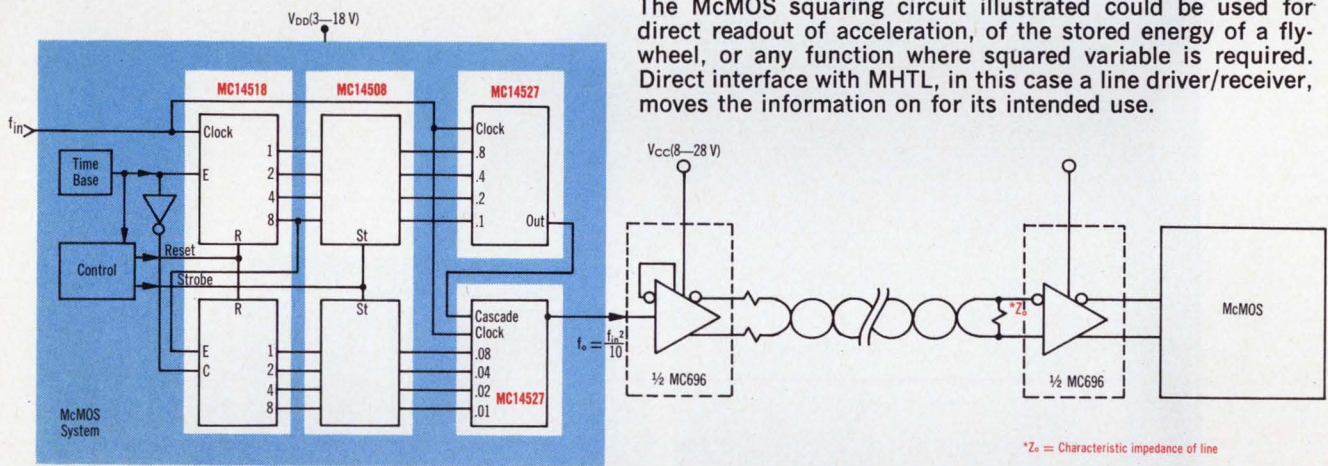 The McMOS squaring circuit illustrated could be used for
direct readout of acceleration, of the stored energy of a fly-
wheel, or any function where squared variable is required.
Direct interface with MHTL, in this case a line driver/receiver,
moves the information on for its intended use.
VDD(3—18 V)
MC14518
MC14508
MC14527
fin
Clock
Clock
Time
Base
E
1
2
4
8
.8
.4
.2
.1
Out
R
St
Control
Reset
Strobe
R
St
Cascade
Clock
E
C
1
2
4
8
.08
.04
.02
.01
MC14527
McMOS
System
fo = fin²/10
VCC(8—28 V)
½ MC696
*Zo
½ MC696
McMOS
*Zo = Characteristic impedance of line